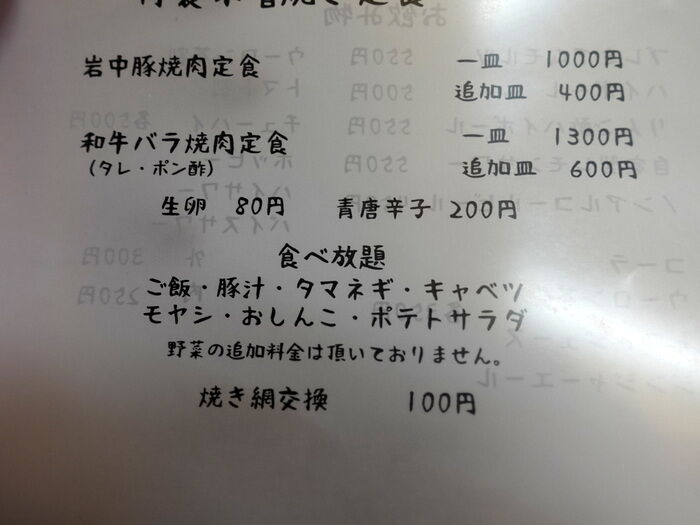 岩中豚焼肉定食 一皿 1000円
追加皿 400円
和牛バラ焼肉定食 一皿 1300円
(タレ・ポン酢) 追加皿 600円
生卵 80円 青唐辛子 200円
食べ放題
ご飯・豚汁・タマネギ・キャベツ
モヤシ・おしんこ・ポテトサラダ
野菜の追加料金は頂いておりません。
焼き網交換 100円